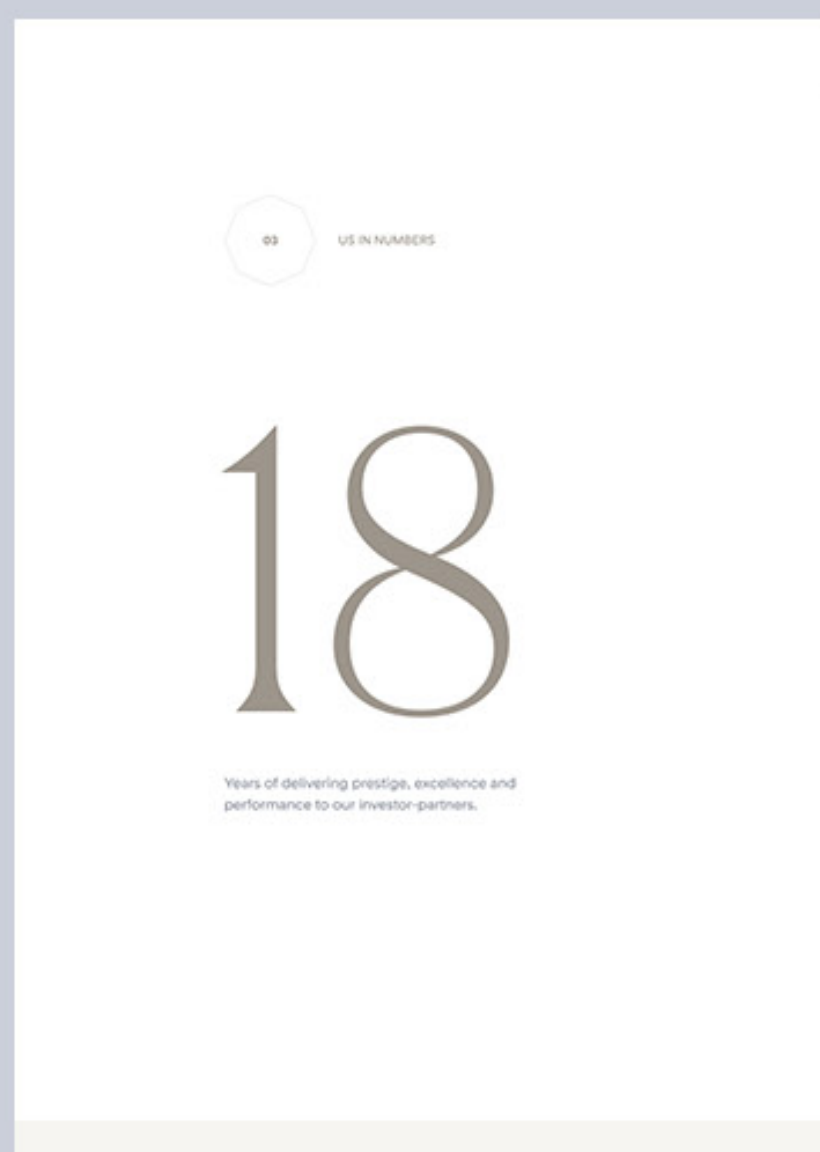 03 US IN NUMBERS
18
Years of delivering prestige, excellence and
performance to our investor-partners.